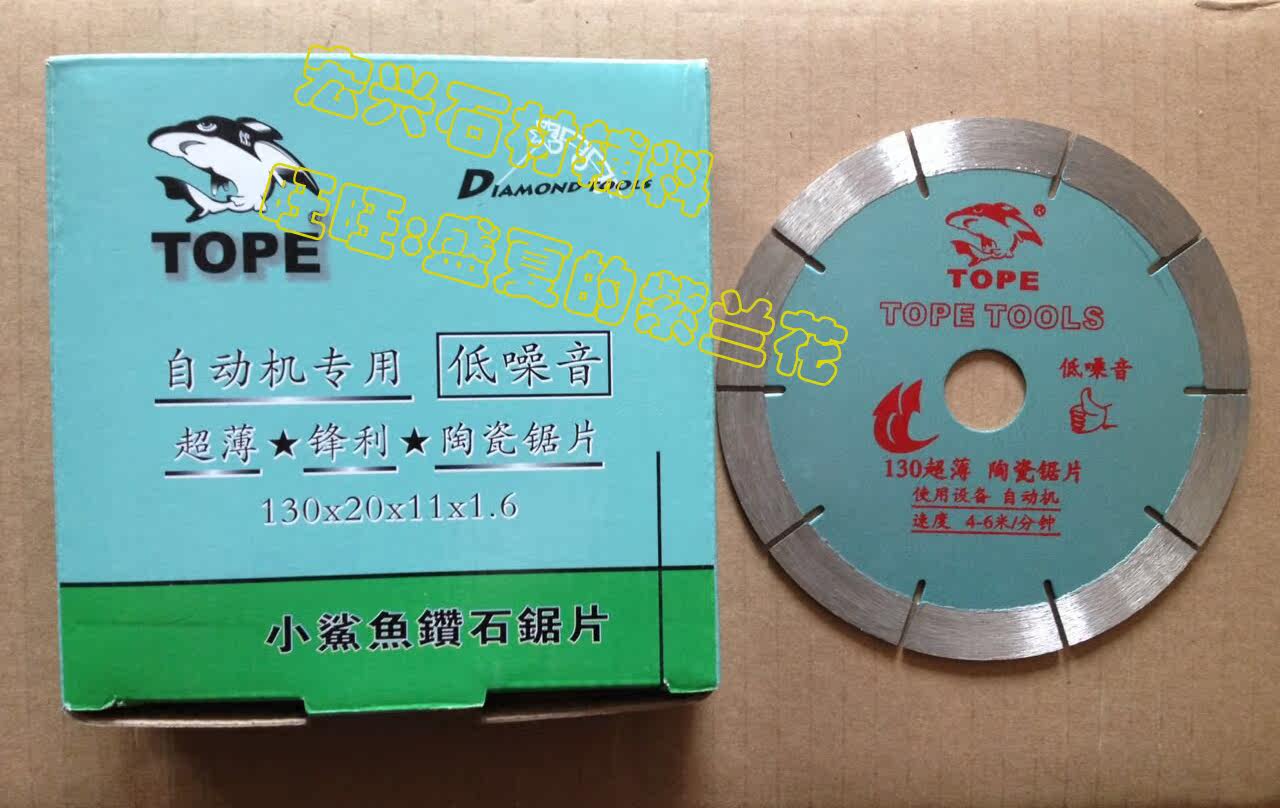 宏兴石材辅料
旺旺:盛夏的紫兰花
TOPE
DIAMOND TOOLS
自动机专用 低噪音
超薄★锋利★陶瓷锯片
130x20x11x1.6
小鯊魚鑽石鋸片
®
TOPE
TOPE TOOLS
低噪音
130超薄 陶瓷锯片
使用设备 自动机
速度 4-6米/分钟